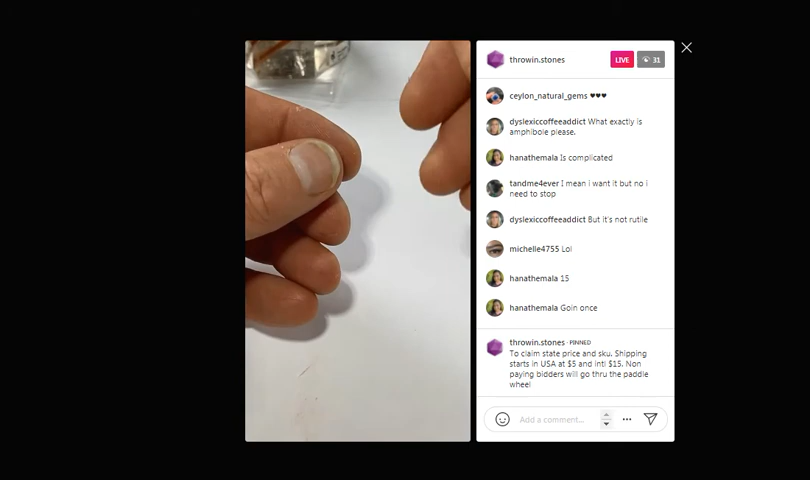 throwin.stones
LIVE
31
ceylon_natural_gems ♥♥♥
dyslexiccoffeeaddict What exactly is
amphibole please.
hanathemala Is complicated
tandme4ever I mean i want it but no i
need to stop
dyslexiccoffeeaddict But it's not rutile
michelle4755 Lol
hanathemala 15
hanathemala Goin once
throwin.stones · PINNED
To claim state price and sku. Shipping
starts in USA at $5 and intl $15. Non
paying bidders will go thru the paddle
wheel
Add a comment...